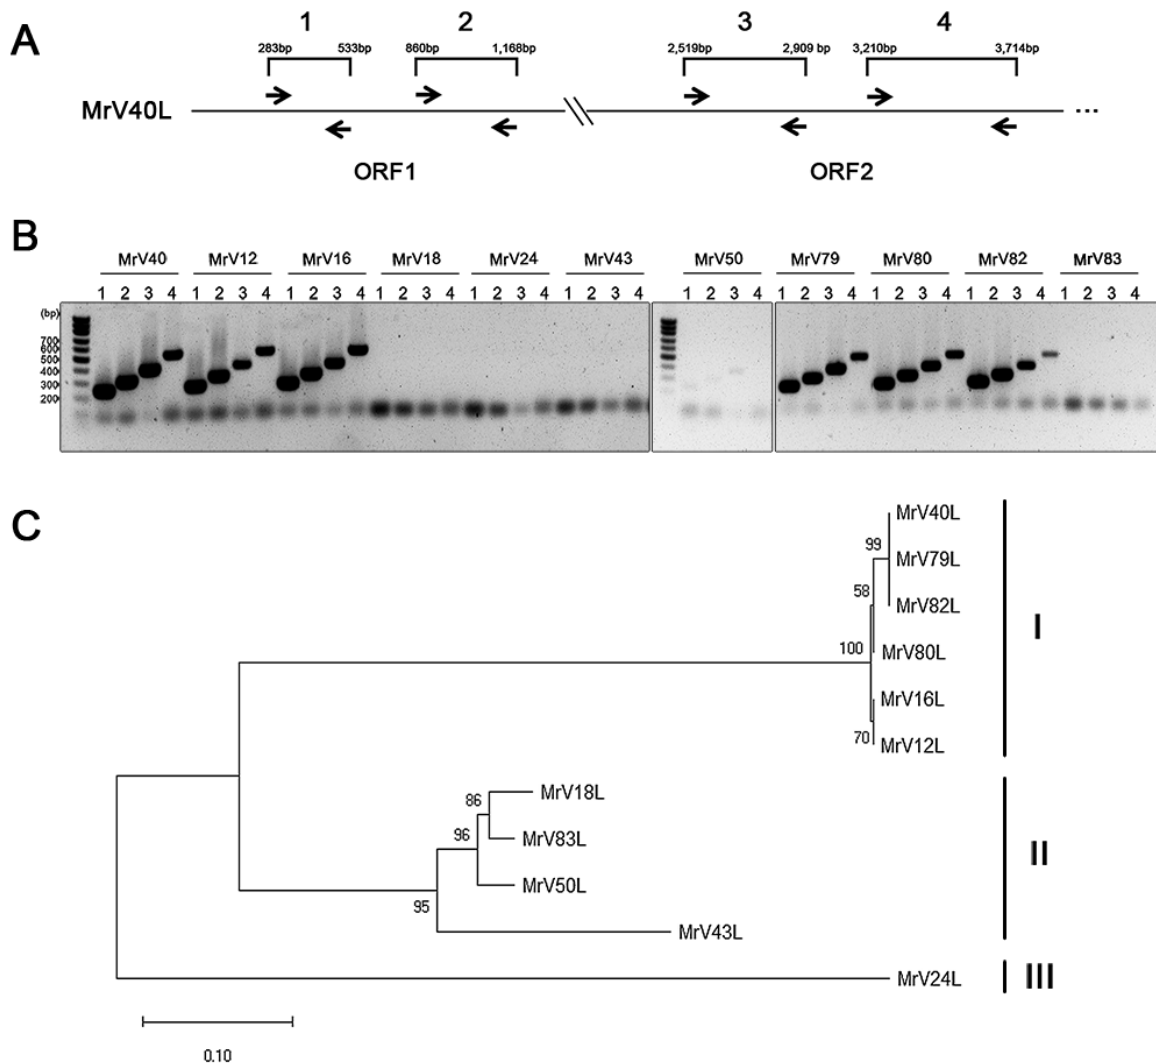 A
1 2 3 4
283bp 533bp 860bp 1,168bp 2,519bp 2,909 bp 3,210bp 3,714bp
MrV40L ...
ORF1 ORF2
B
MrV40 MrV12 MrV16 MrV18 MrV24 MrV43 MrV50 MrV79 MrV80 MrV82 MrV83
1 2 3 4 1 2 3 4 1 2 3 4 1 2 3 4 1 2 3 4 1 2 3 4 1 2 3 4 1 2 3 4 1 2 3 4 1 2 3 4 1 2 3 4
(bp)
700
600
500
400
300
200
C
MrV40L
99
MrV79L
58
MrV82L
I
100
MrV80L
MrV16L
70
MrV12L
MrV18L
86
96
MrV83L
II
MrV50L
95
MrV43L
MrV24L
III
0.10